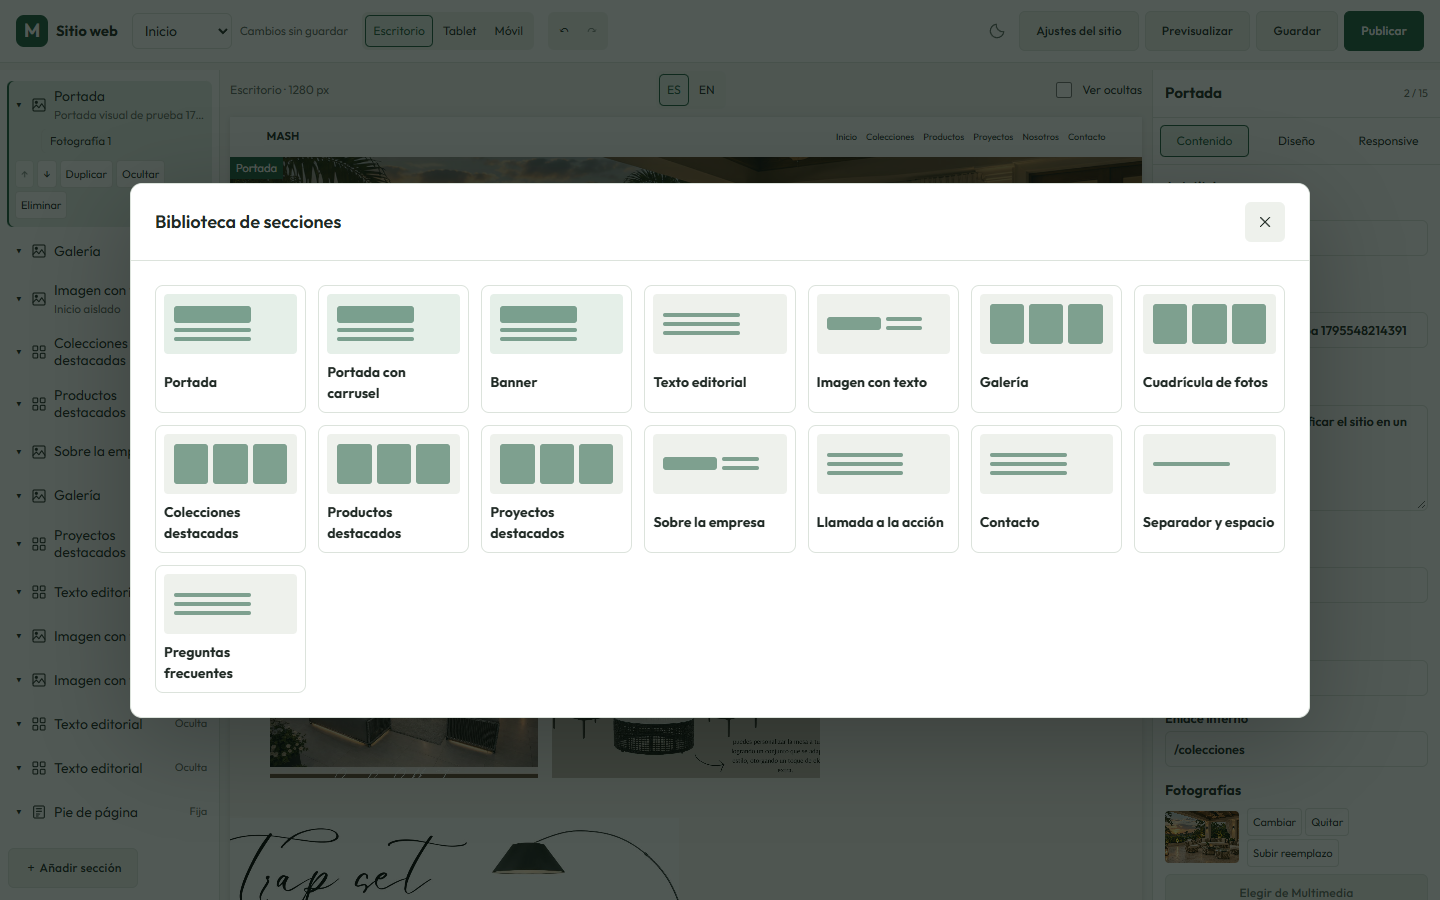 M Sitio web Inicio Cambios sin guardar Escritorio Tablet Móvil Ajustes del sitio Previsualizar Guardar Publicar
Portada
Portada visual de prueba 17...
Fotografía 1
↑ ↓ Duplicar Ocultar
Eliminar
Galería
Imagen con
Inicio aislado
Colecciones
destacadas
Productos
destacados
Sobre la emp
Galería
Proyectos
destacados
Texto editori
Imagen con
Imagen con
Texto editorial Oculta
Texto editorial Oculta
Pie de página Fija
+ Añadir sección
Escritorio · 1280 px ES EN Ver ocultas
MASH Inicio Colecciones Productos Proyectos Nosotros Contacto
Portada
Biblioteca de secciones
Portada
Portada con
carrusel
Banner
Texto editorial
Imagen con texto
Galería
Cuadrícula de fotos
Colecciones
destacadas
Productos
destacados
Proyectos
destacados
Sobre la empresa
Llamada a la acción
Contacto
Separador y espacio
Preguntas
frecuentes
Trap set
Portada 2 / 15
Contenido Diseño Responsive
a 1795548214391
ficar el sitio en un
Enlace interno
/colecciones
Fotografías
Cambiar Quitar
Subir reemplazo
Elegir de Multimedia